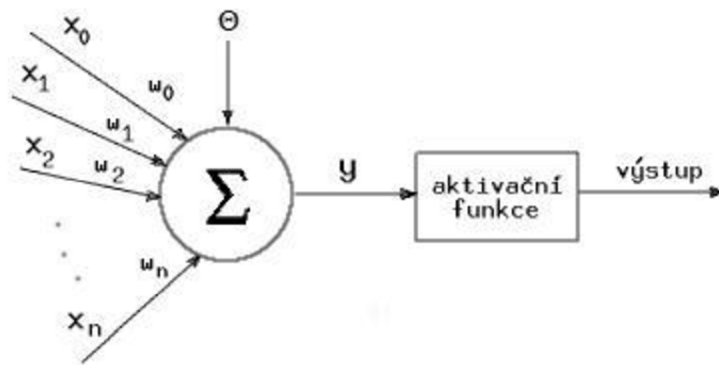 x₀
Θ
x₁
w₀
w₁
x₂
w₂
Σ
y
aktivační
funkce
výstup
wₙ
xₙ